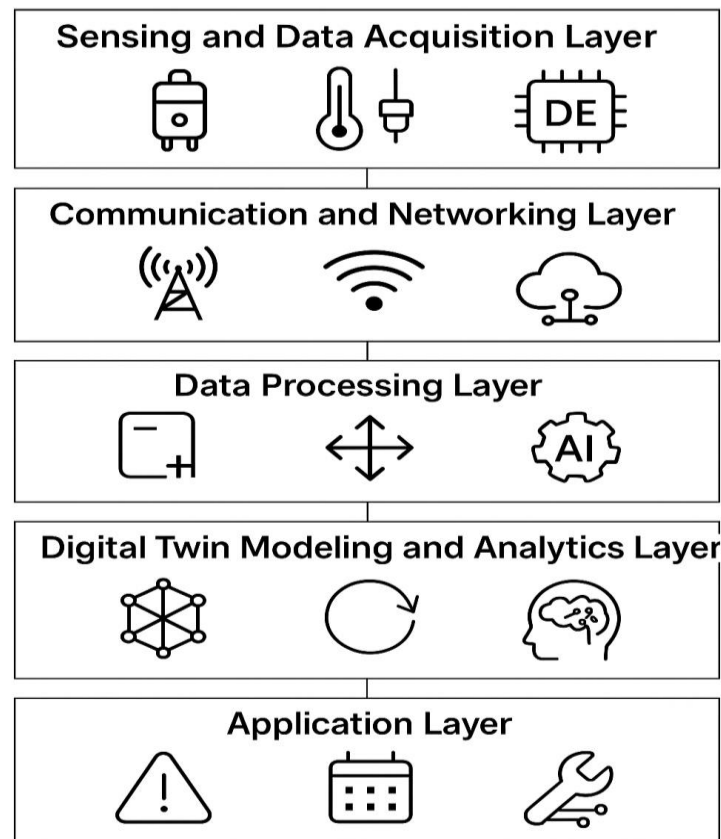 Sensing and Data Acquisition Layer
DE
Communication and Networking Layer
Data Processing Layer
AI
Digital Twin Modeling and Analytics Layer
Application Layer